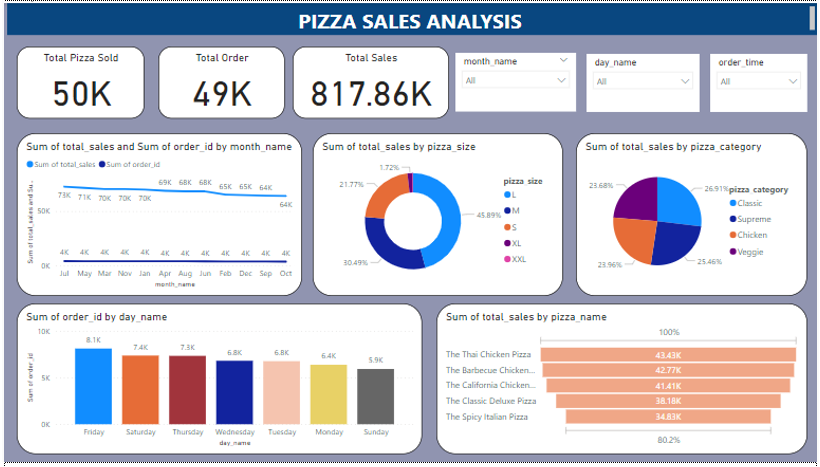 PIZZA SALES ANALYSIS
Total Pizza Sold
50K
Total Order
49K
Total Sales
817.86K
month_name
All
day_name
All
order_time
All
Sum of total_sales and Sum of order_id by month_name
Sum of total_sales Sum of order_id
Sum of total_sales and Su...
50K
0K
73K 71K 70K 70K 70K 69K 68K 68K 65K 65K 64K 64K
4K 4K 4K 4K 4K 4K 4K 4K 4K 4K 4K 4K
Jul May Mar Nov Jan Apr Aug Jun Feb Dec Sep Oct
month_name
Sum of total_sales by pizza_size
1.72%
21.77%
45.89%
30.49%
pizza_size
L
M
S
XL
XXL
Sum of total_sales by pizza_category
23.68%
26.91%
23.96%
25.46%
pizza_category
Classic
Supreme
Chicken
Veggie
Sum of order_id by day_name
Sum of order_id
10K
5K
0K
8.1K 7.4K 7.3K 6.8K 6.8K 6.4K 5.9K
Friday Saturday Thursday Wednesday Tuesday Monday Sunday
day_name
Sum of total_sales by pizza_name
100%
The Thai Chicken Pizza 43.43K
The Barbecue Chicken... 42.77K
The California Chicken... 41.41K
The Classic Deluxe Pizza 38.18K
The Spicy Italian Pizza 34.83K
80.2%